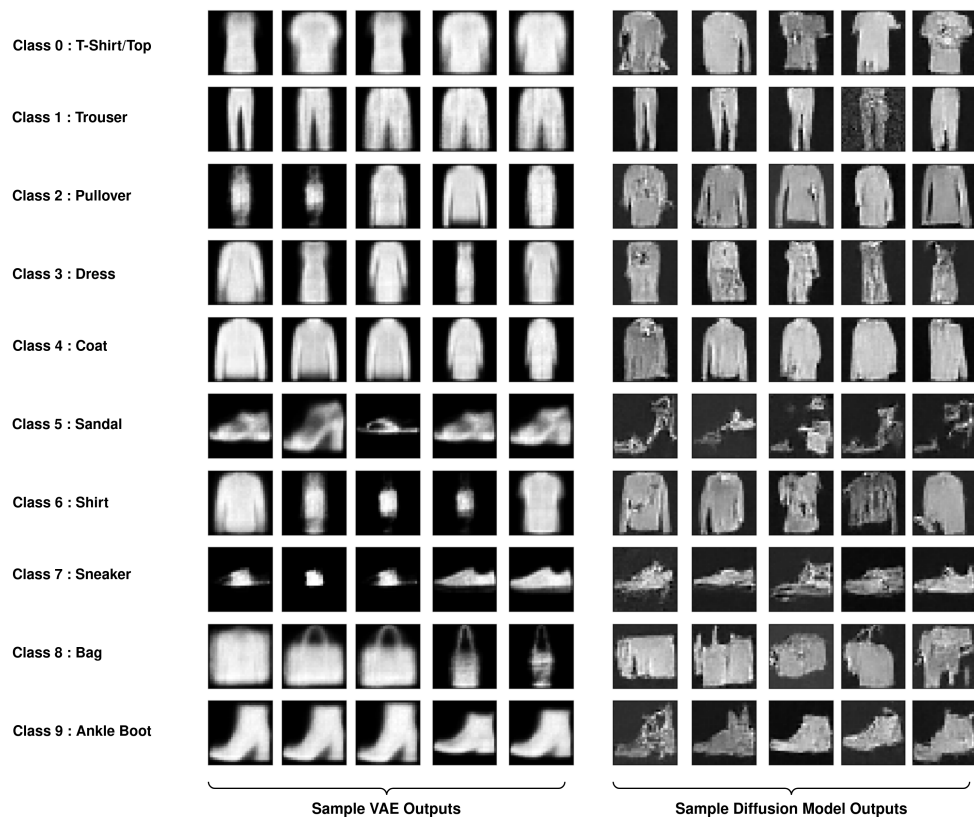 Class 0 : T-Shirt/Top
Class 1 : Trouser
Class 2 : Pullover
Class 3 : Dress
Class 4 : Coat
Class 5 : Sandal
Class 6 : Shirt
Class 7 : Sneaker
Class 8 : Bag
Class 9 : Ankle Boot
Sample VAE Outputs
Sample Diffusion Model Outputs